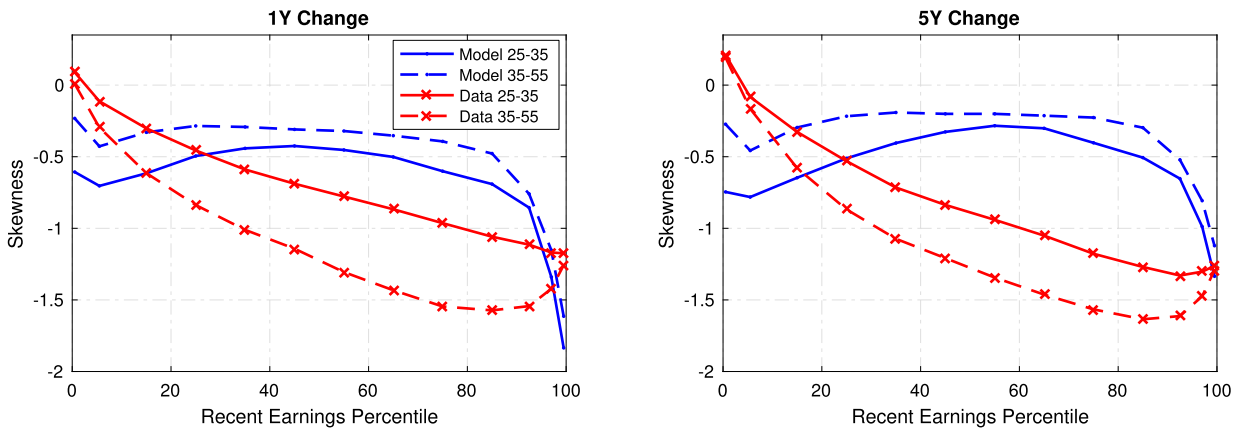 1Y Change
Skewness
0
-0.5
-1
-1.5
-2
Model 25-35
Model 35-55
Data 25-35
Data 35-55
0 20 40 60 80 100
Recent Earnings Percentile
5Y Change
Skewness
0
-0.5
-1
-1.5
-2
0 20 40 60 80 100
Recent Earnings Percentile